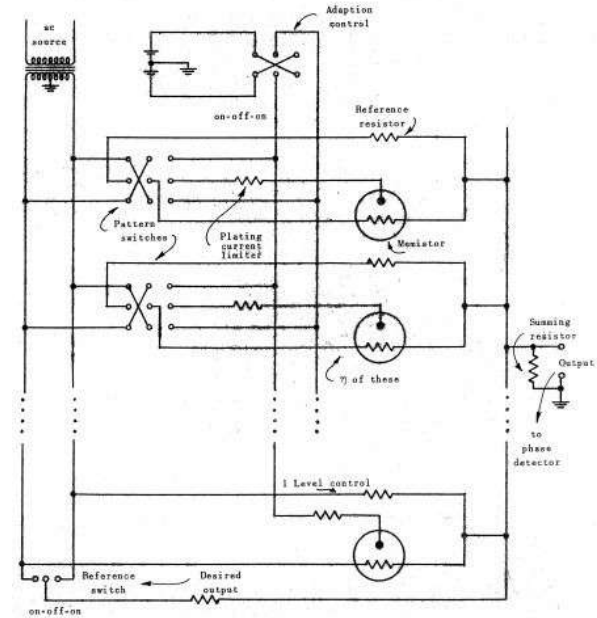 ac
source
Adaption
control
on-off-on
Reference
resistor
Pattern
switches
Plating
current
limiter
Memistor
η of these
Summing
resistor
Output
to
phase
detector
1 Level control
Reference
switch
Desired
output
on-off-on